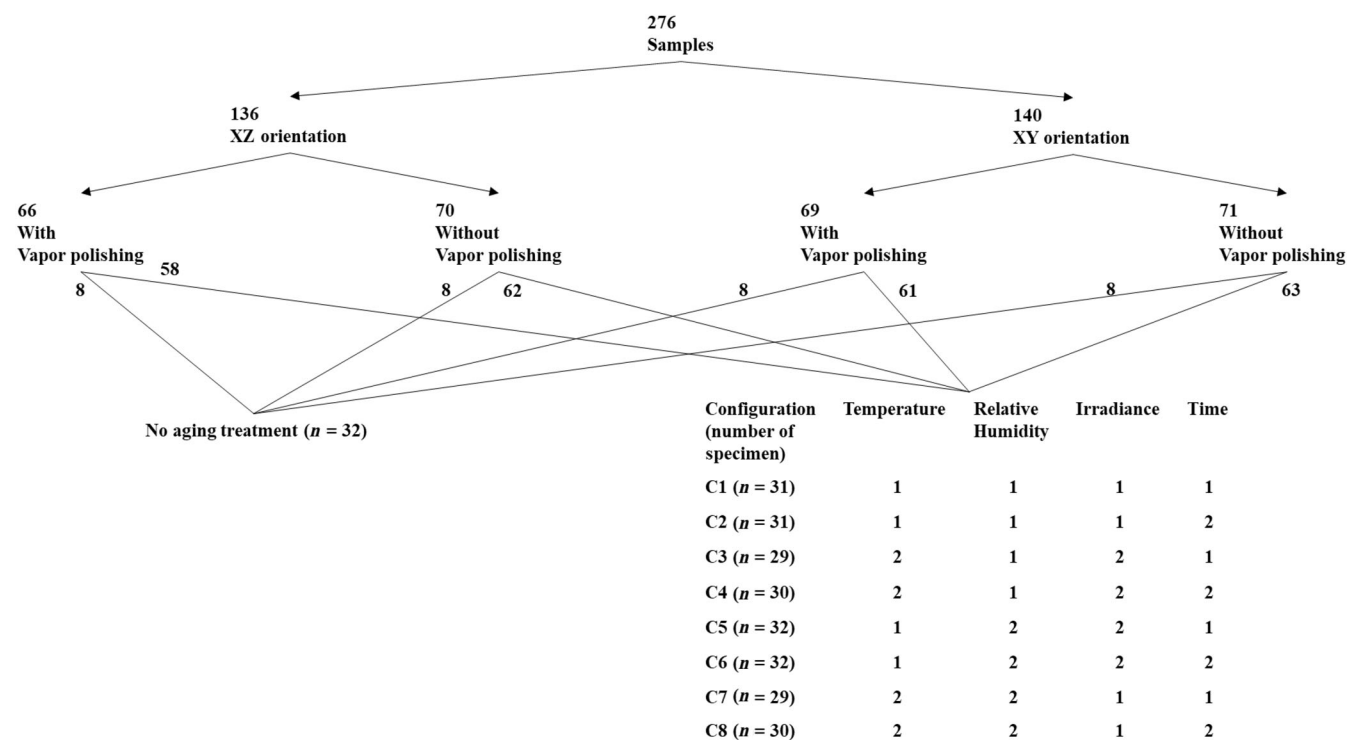 276
Samples
136
XZ orientation
140
XY orientation
66
With
Vapor polishing
70
Without
Vapor polishing
69
With
Vapor polishing
71
Without
Vapor polishing
58
8
8
62
8
61
8
63
No aging treatment (n = 32)
Configuration Temperature Relative Irradiance Time
(number of Humidity
specimen)
C1 (n = 31) 1 1 1 1
C2 (n = 31) 1 1 1 2
C3 (n = 29) 2 1 2 1
C4 (n = 30) 2 1 2 2
C5 (n = 32) 1 2 2 1
C6 (n = 32) 1 2 2 2
C7 (n = 29) 2 2 1 1
C8 (n = 30) 2 2 1 2